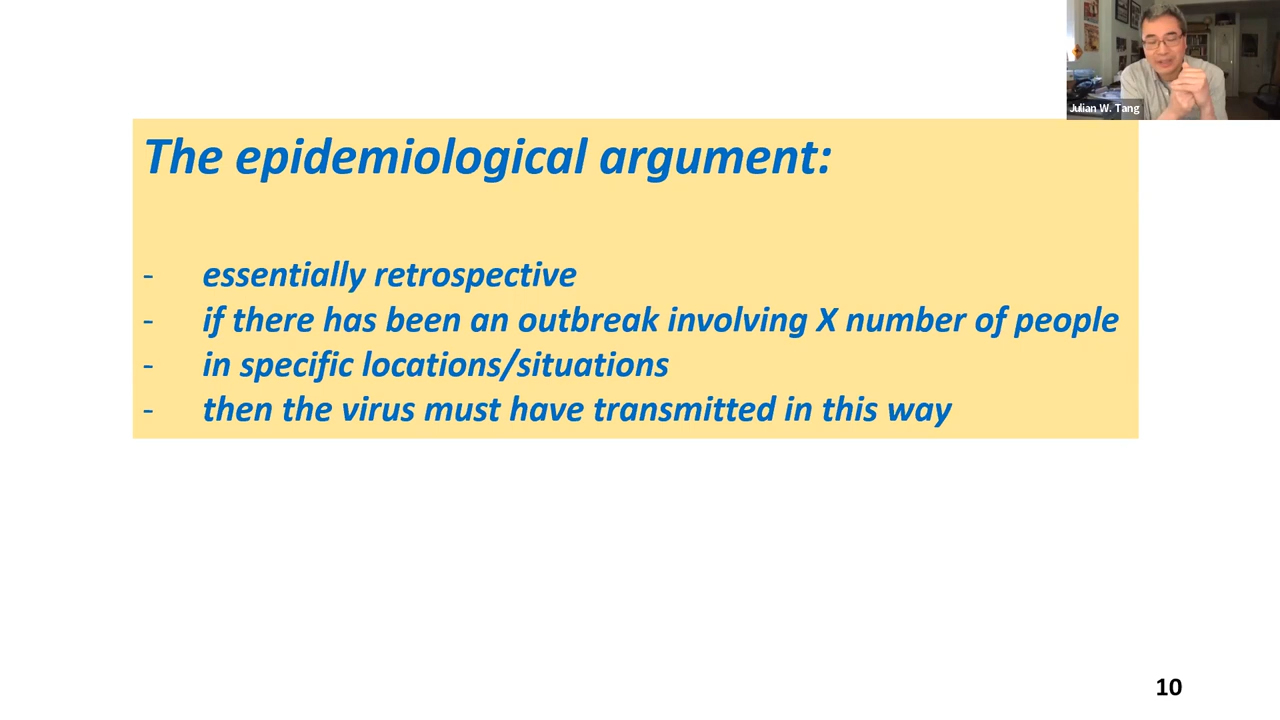 Julian W. Tang
The epidemiological argument:
- essentially retrospective
- if there has been an outbreak involving X number of people
- in specific locations/situations
- then the virus must have transmitted in this way
10